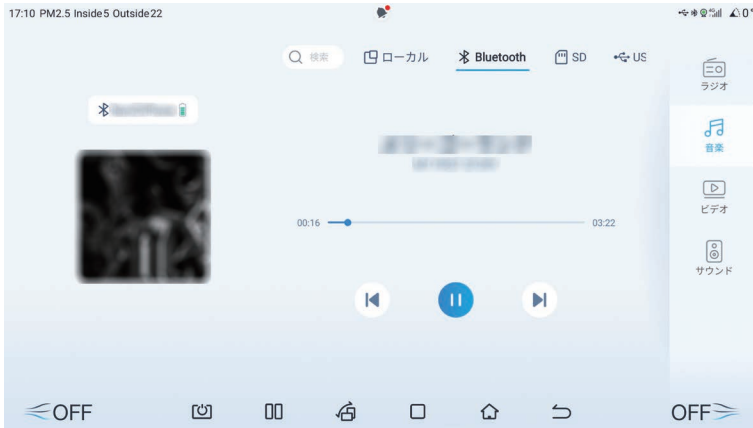 17:10 PM2.5 Inside5 Outside22
検索
ローカル
Bluetooth
SD
US
ラジオ
音楽
ビデオ
サウンド
00:16
03:22
OFF
OFF